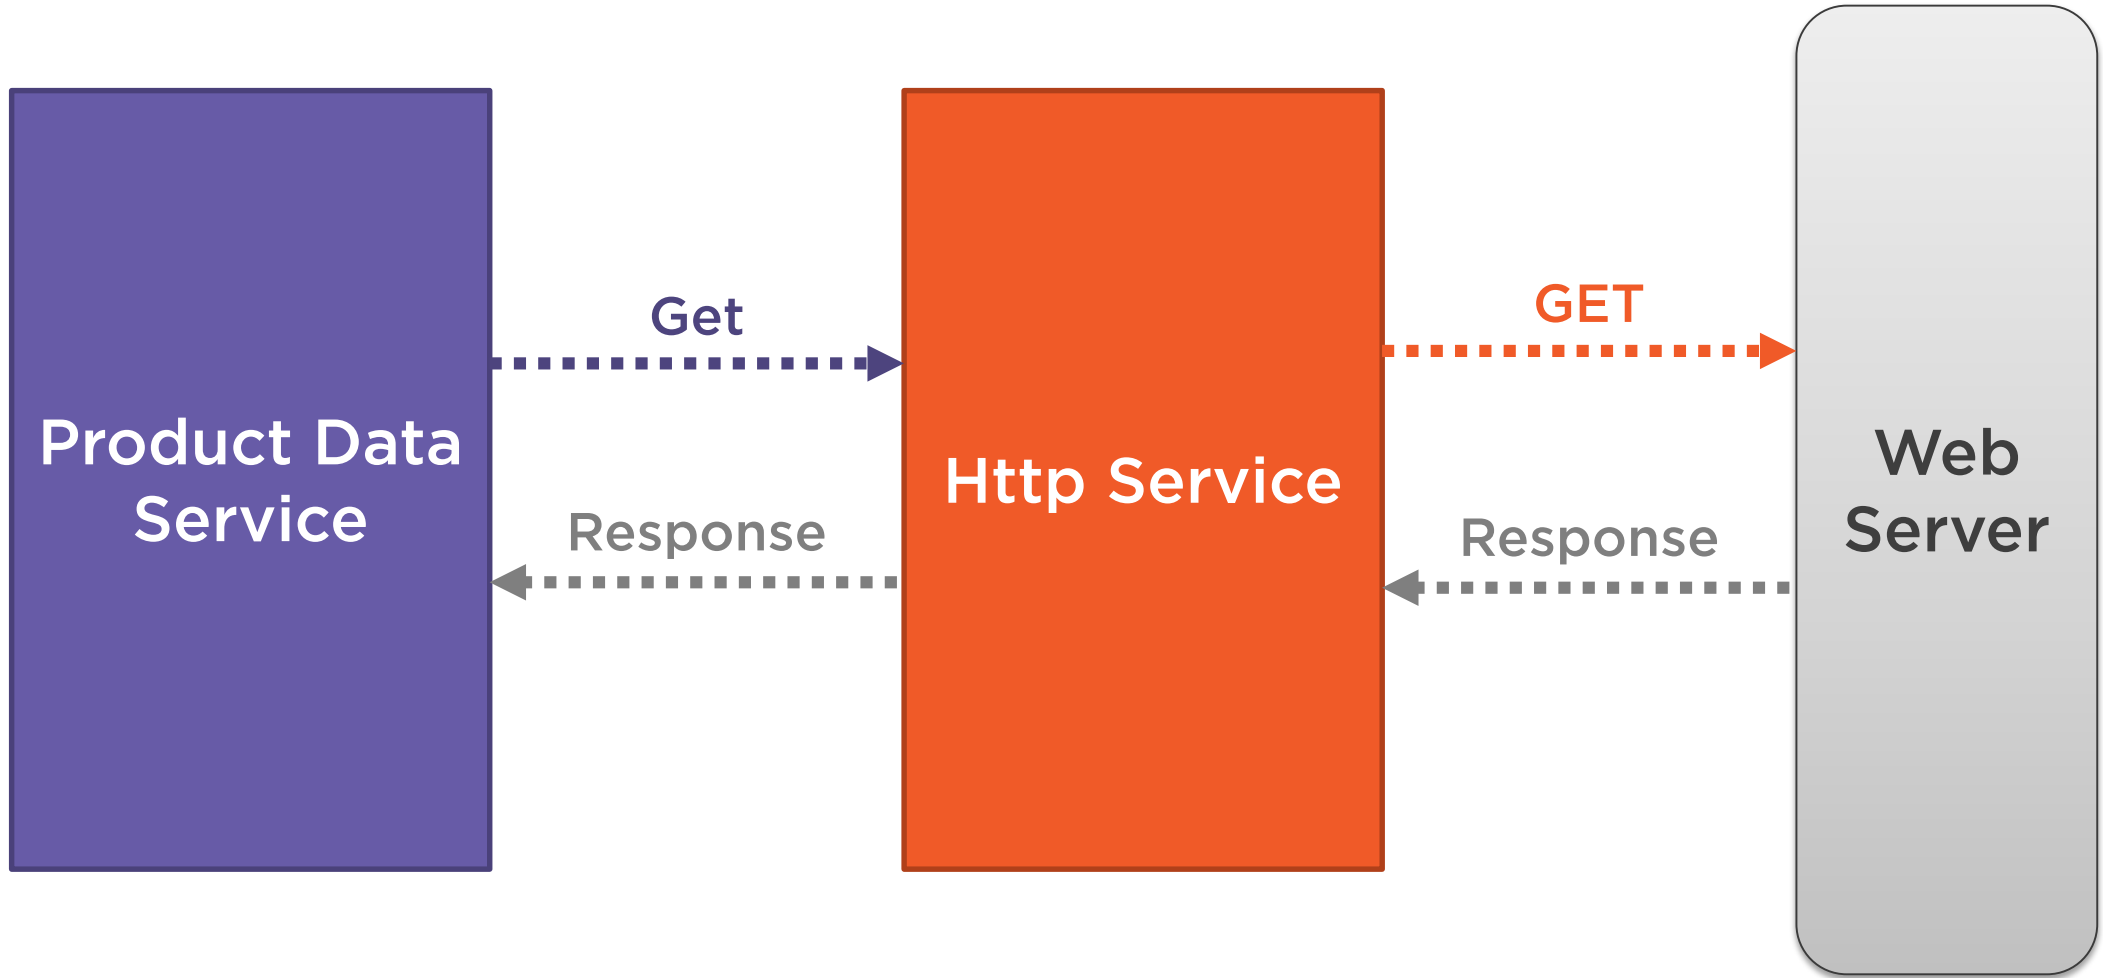 Get
GET
Product Data
Service
Http Service
Web
Server
Response
Response